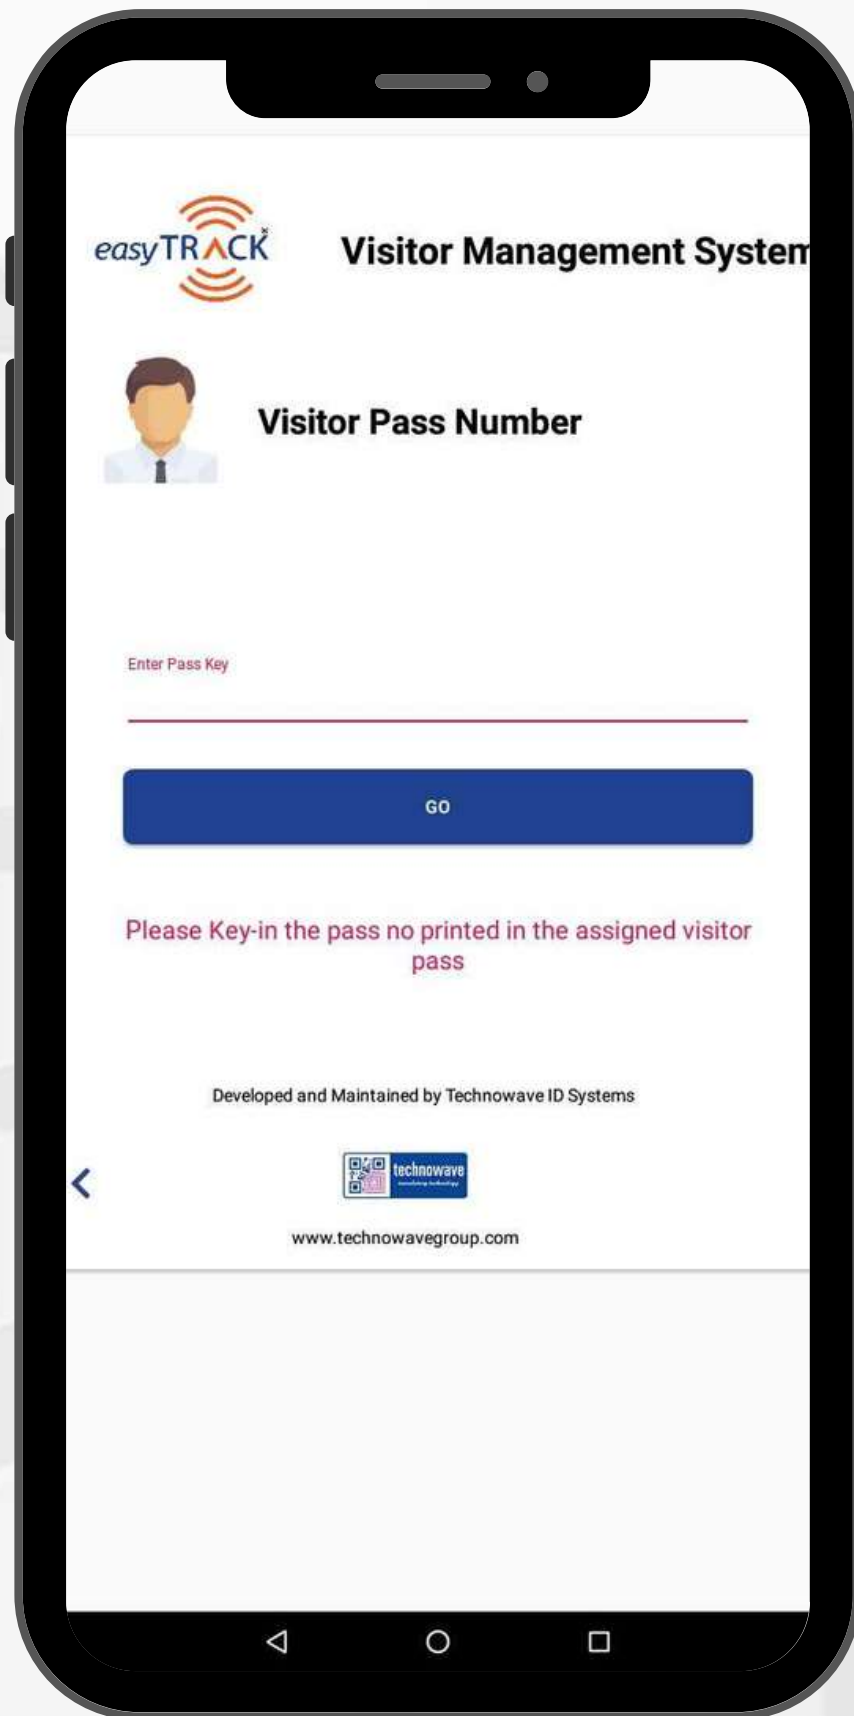 easyTRACK
Visitor Management System
Visitor Pass Number
Enter Pass Key
GO
Please Key-in the pass no printed in the assigned visitor
pass
Developed and Maintained by Technowave ID Systems
technowave
www.technowavegroup.com